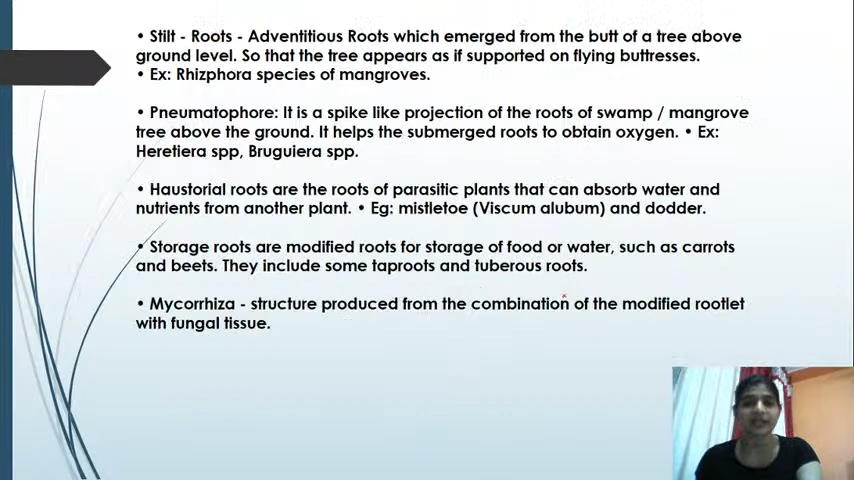 • Stilt - Roots - Adventitious Roots which emerged from the butt of a tree above
ground level. So that the tree appears as if supported on flying buttresses.
• Ex: Rhizphora species of mangroves.
• Pneumatophore: It is a spike like projection of the roots of swamp / mangrove
tree above the ground. It helps the submerged roots to obtain oxygen. • Ex:
Heretiera spp, Bruguiera spp.
• Haustorial roots are the roots of parasitic plants that can absorb water and
nutrients from another plant. • Eg: mistletoe (Viscum alubum) and dodder.
• Storage roots are modified roots for storage of food or water, such as carrots
and beets. They include some taproots and tuberous roots.
• Mycorrhiza - structure produced from the combination of the modified rootlet
with fungal tissue.